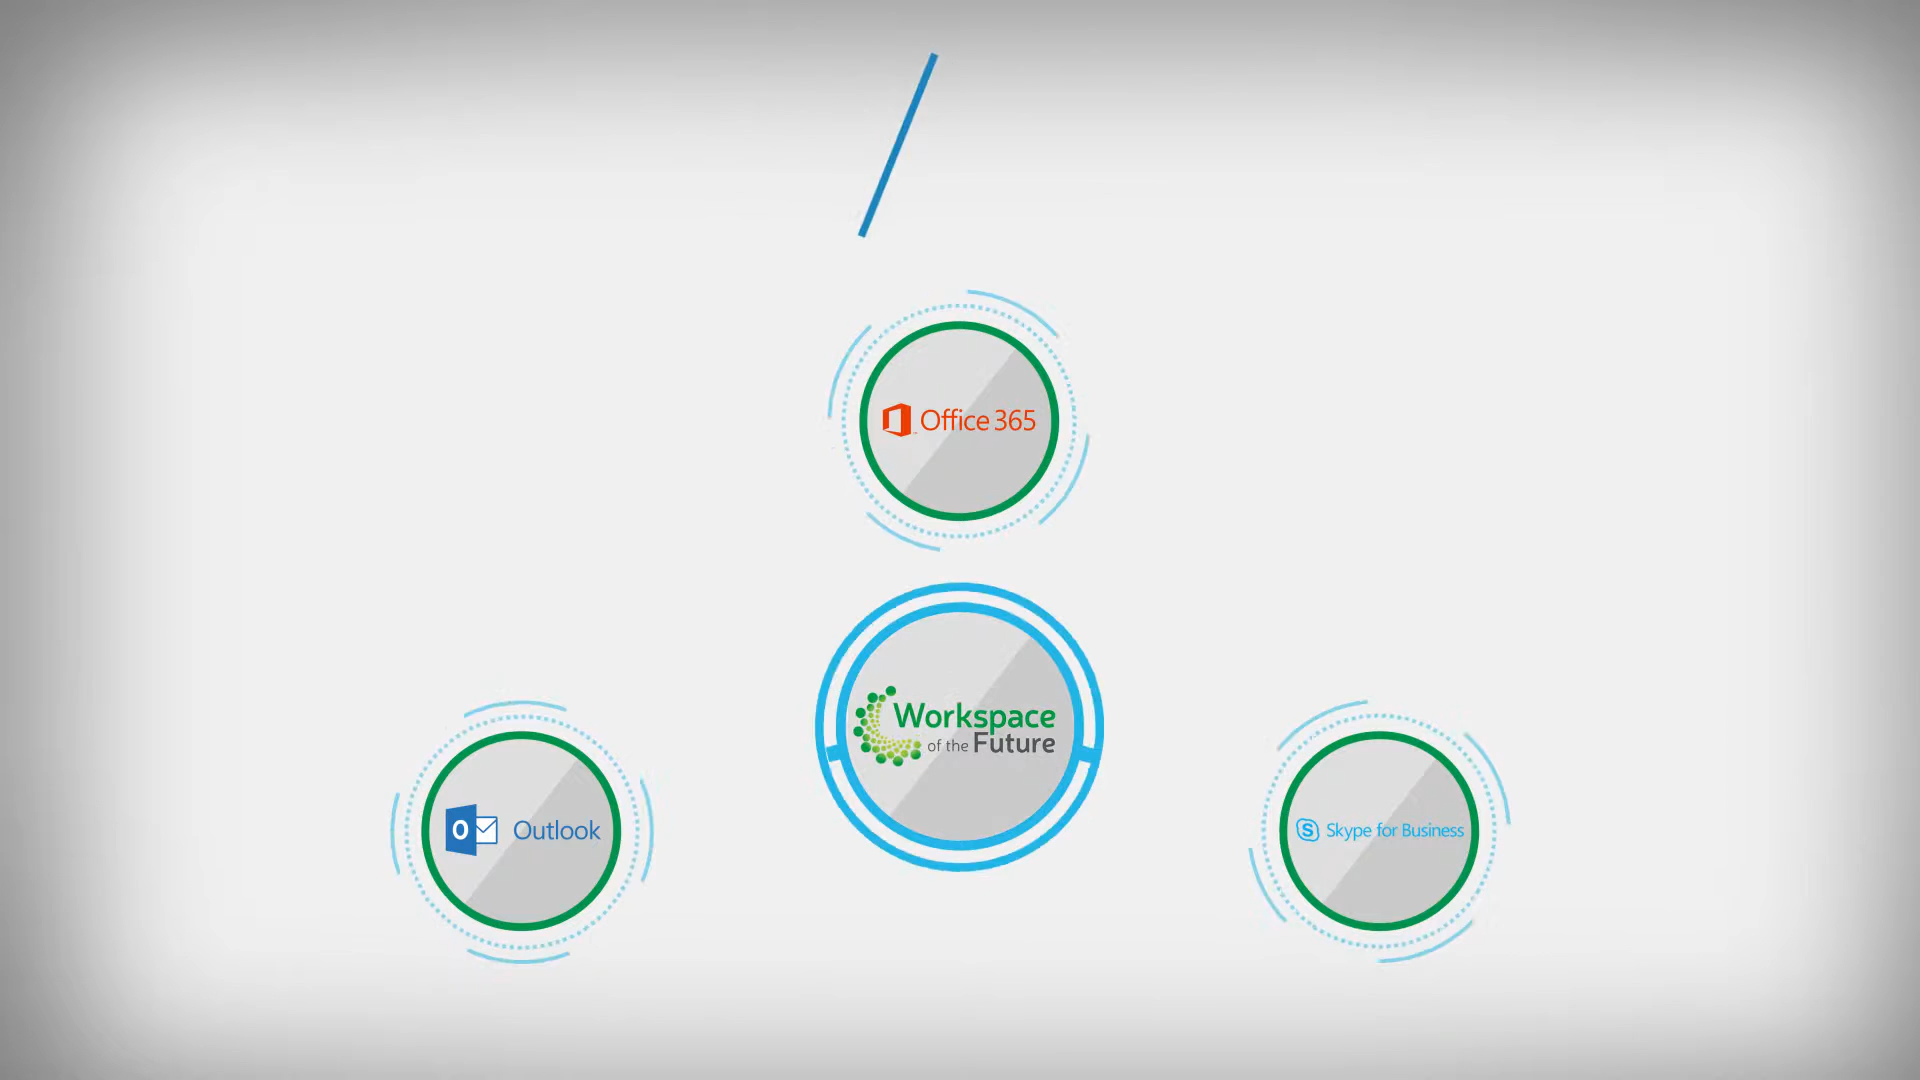 Office 365
Workspace
of the Future
Outlook
Skype for Business